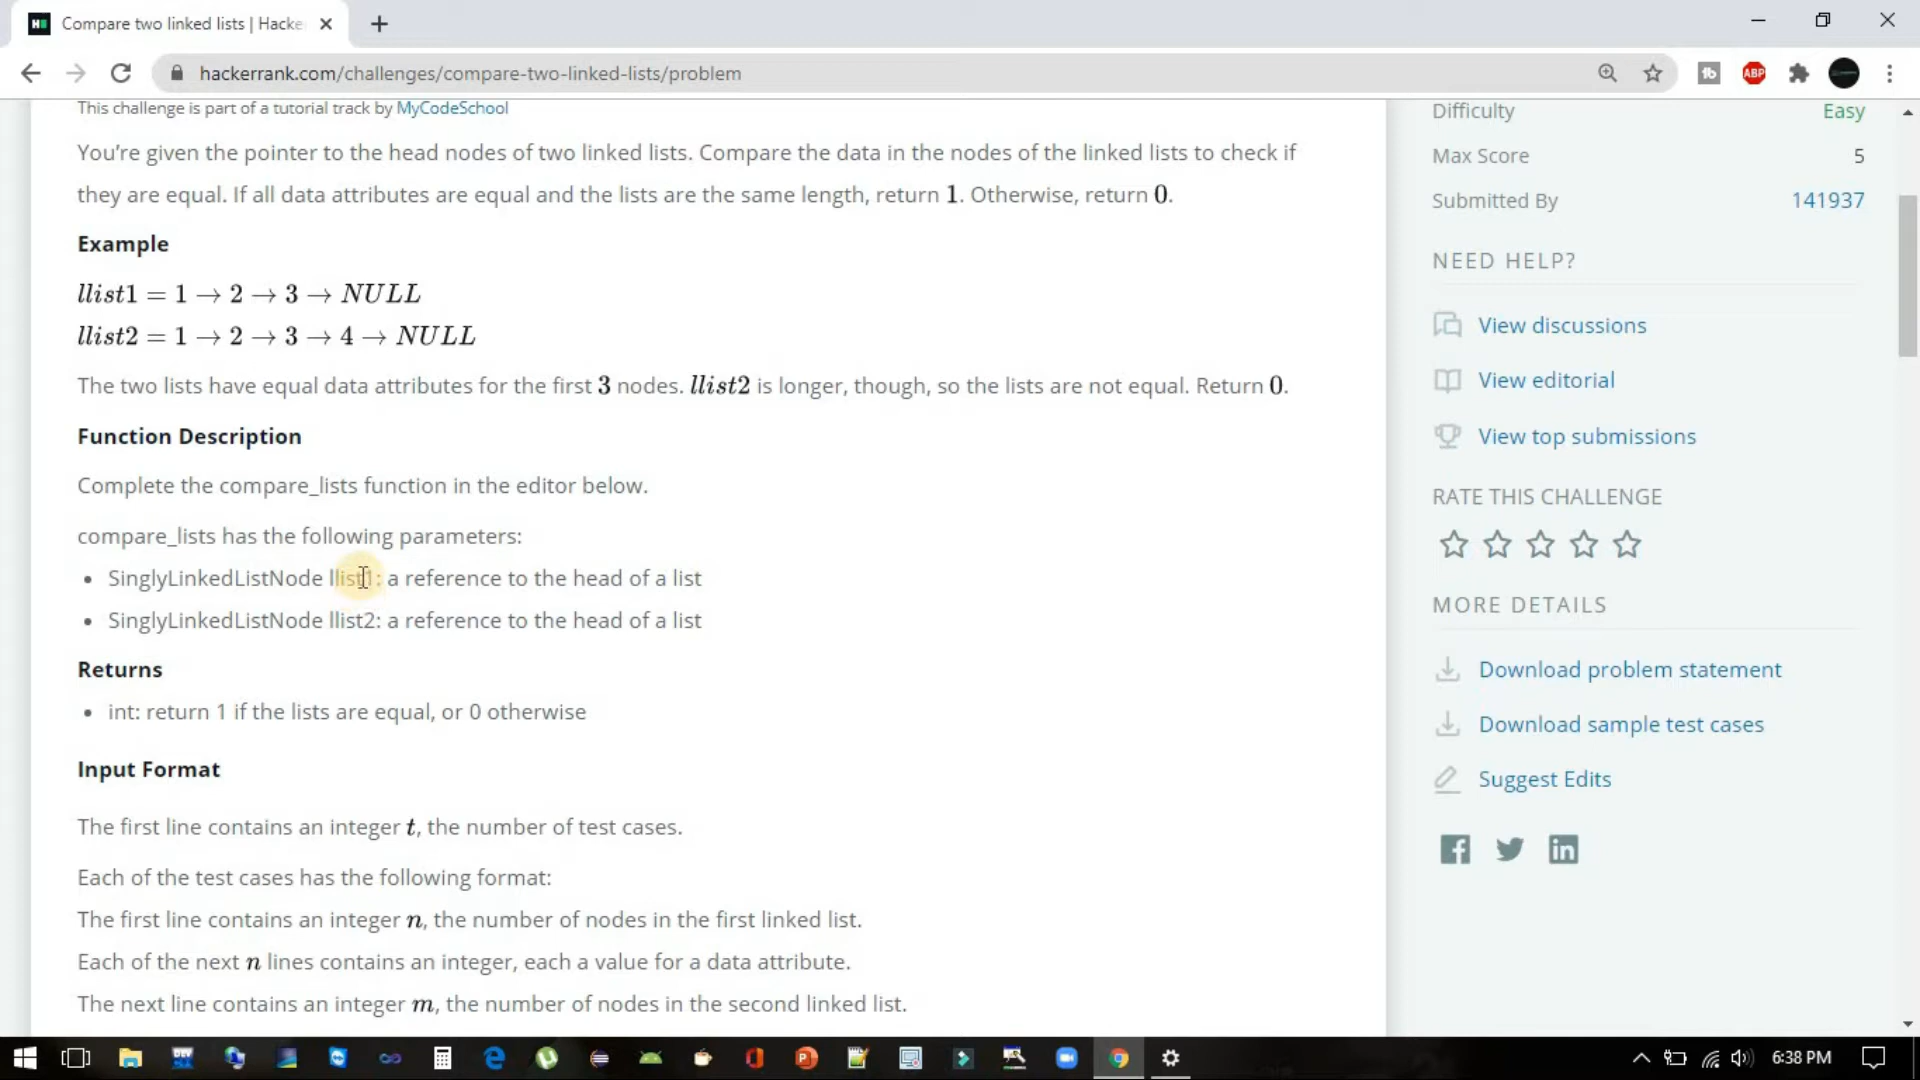 Compare two linked lists | Hacke
hackerrank.com/challenges/compare-two-linked-lists/problem
ABP
This challenge is part of a tutorial track by MyCodeSchool
You're given the pointer to the head nodes of two linked lists. Compare the data in the nodes of the linked lists to check if
they are equal. If all data attributes are equal and the lists are the same length, return 1. Otherwise, return 0.
Example
llist1 = 1 → 2 → 3 → NULL
llist2 = 1 → 2 → 3 → 4 → NULL
The two lists have equal data attributes for the first 3 nodes. llist2 is longer, though, so the lists are not equal. Return 0.
Function Description
Complete the compare_lists function in the editor below.
compare_lists has the following parameters:
• SinglyLinkedListNode llist1: a reference to the head of a list
• SinglyLinkedListNode llist2: a reference to the head of a list
Returns
• int: return 1 if the lists are equal, or 0 otherwise
Input Format
The first line contains an integer t, the number of test cases.
Each of the test cases has the following format:
The first line contains an integer n, the number of nodes in the first linked list.
Each of the next n lines contains an integer, each a value for a data attribute.
The next line contains an integer m, the number of nodes in the second linked list.
Difficulty Easy
Max Score 5
Submitted By 141937
NEED HELP?
View discussions
View editorial
View top submissions
RATE THIS CHALLENGE
MORE DETAILS
Download problem statement
Download sample test cases
Suggest Edits
6:38 PM